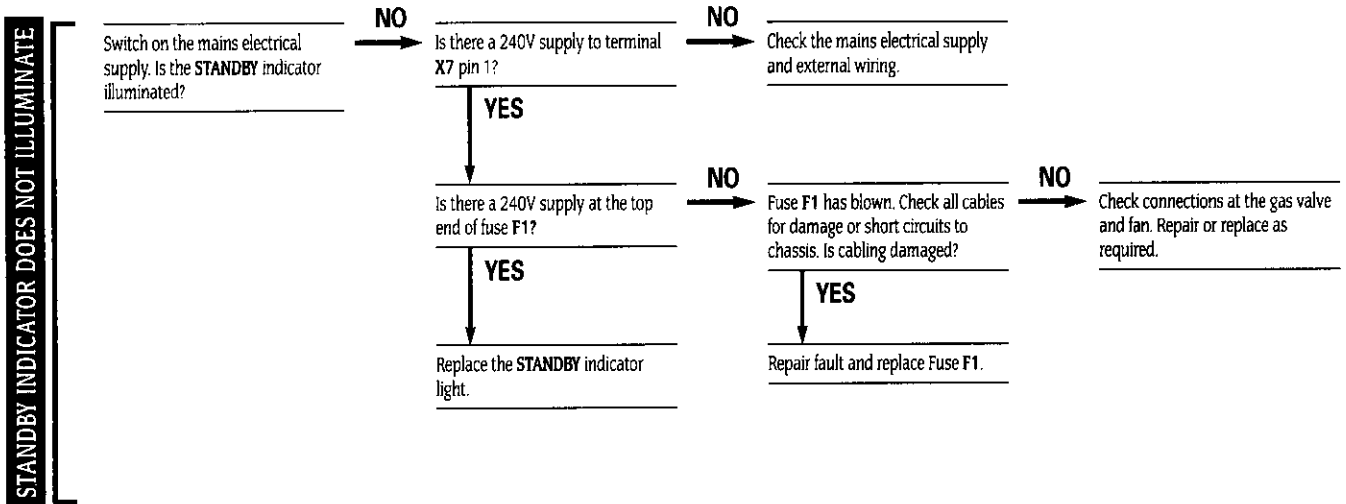 STANDBY INDICATOR DOES NOT ILLUMINATE
Switch on the mains electrical
supply. Is the STANDBY indicator
illuminated?
NO
Is there a 240V supply to terminal
X7 pin 1?
NO
Check the mains electrical supply
and external wiring.
YES
Is there a 240V supply at the top
end of fuse F1?
NO
Fuse F1 has blown. Check all cables
for damage or short circuits to
chassis. Is cabling damaged?
NO
Check connections at the gas valve
and fan. Repair or replace as
required.
YES
Replace the STANDBY indicator
light.
YES
Repair fault and replace Fuse F1.